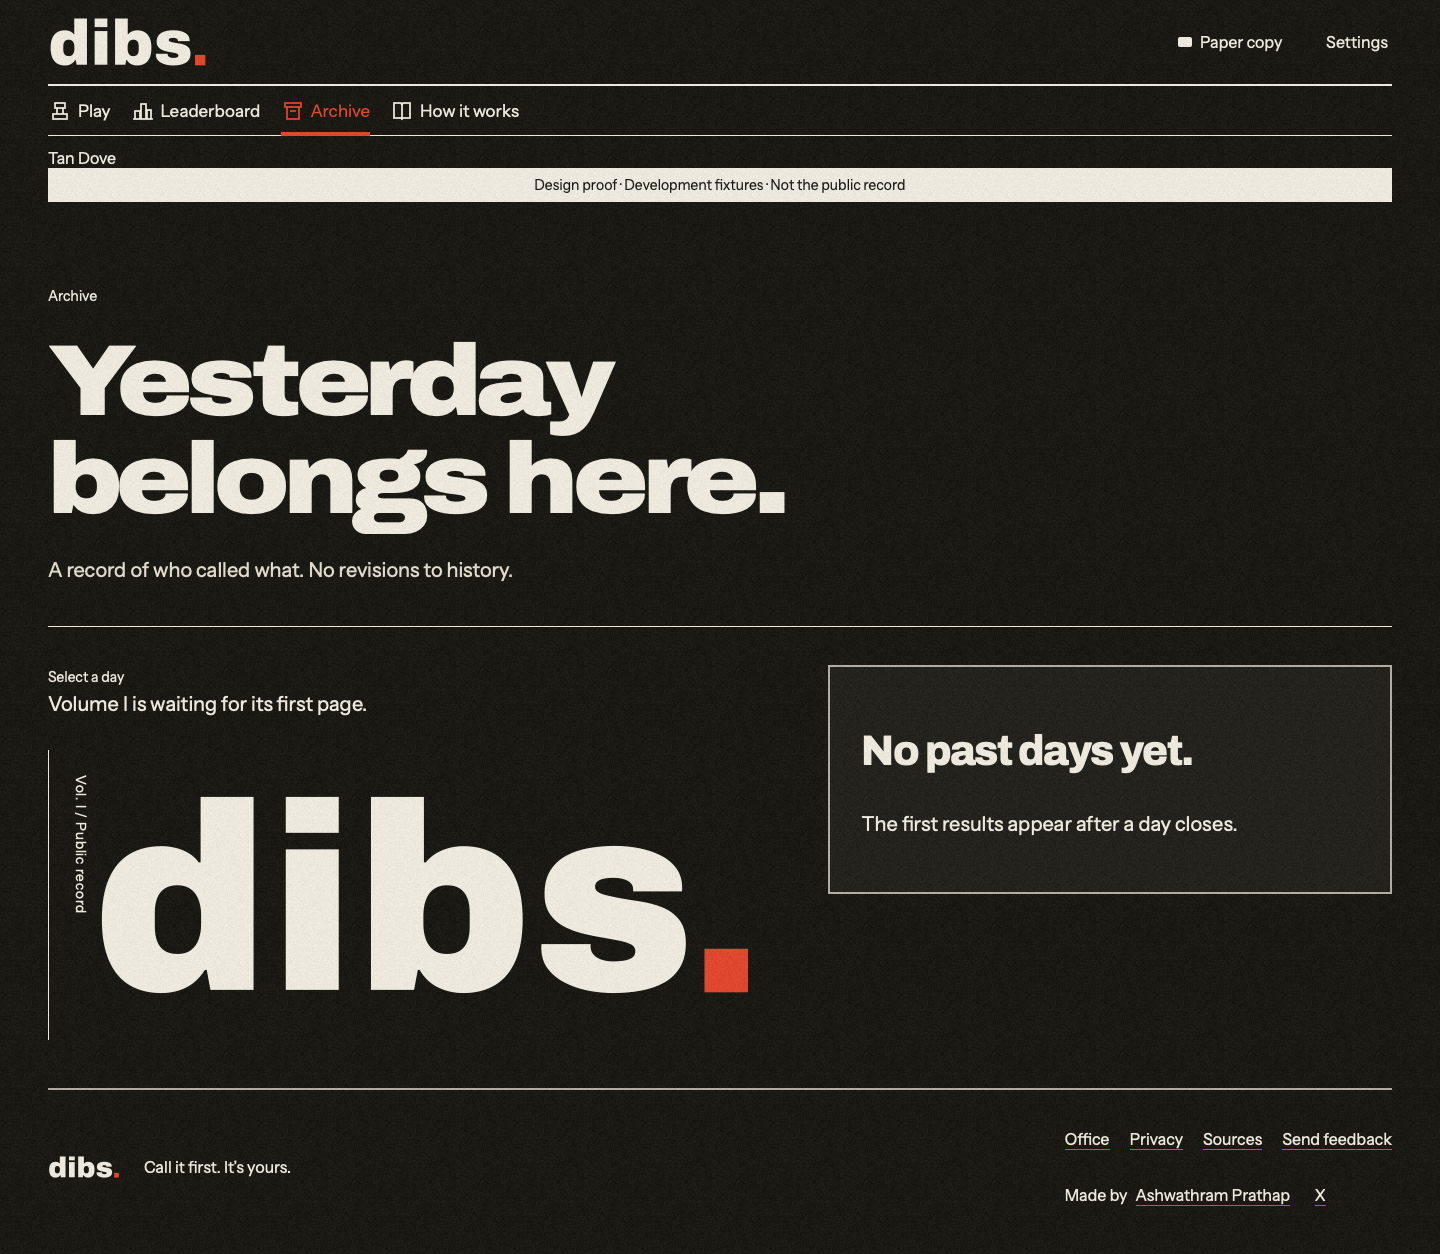 dibs.
Paper copy
Settings
Play
Leaderboard
Archive
How it works
Tan Dove
Design proof · Development fixtures · Not the public record
Archive
Yesterday
belongs here.
A record of who called what. No revisions to history.
Select a day
Volume I is waiting for its first page.
Vol. I / Public record
dibs.
No past days yet.
The first results appear after a day closes.
dibs.
Call it first. It's yours.
Office
Privacy
Sources
Send feedback
Made by Ashwathram Prathap
X